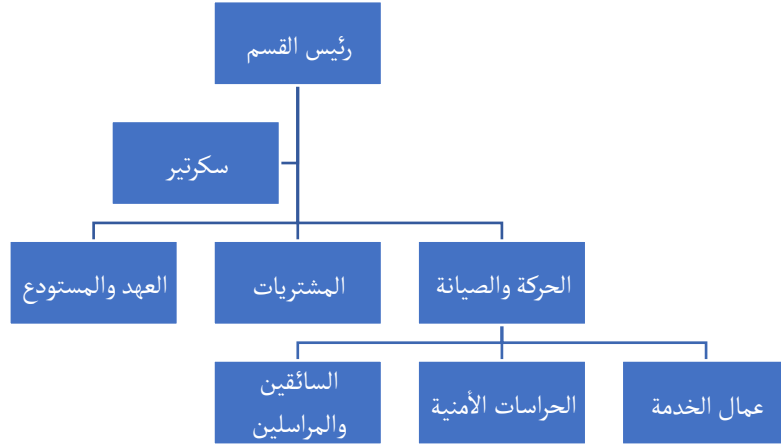 رئيس القسم
سكرتير
الحركة والصيانة
المشتريات
العهد والمستودع
عمال الخدمة
الحراسات الأمنية
السائقين
والمراسلين